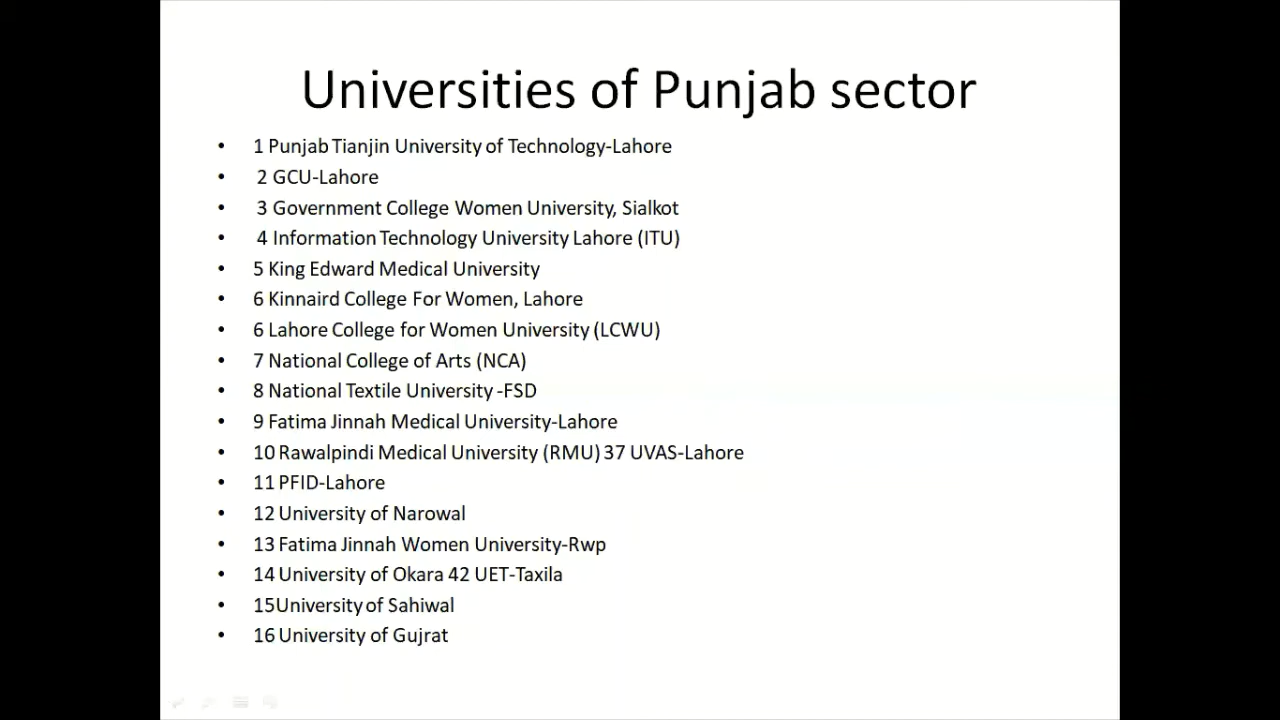 Universities of Punjab sector
• 1 Punjab Tianjin University of Technology-Lahore
• 2 GCU-Lahore
• 3 Government College Women University, Sialkot
• 4 Information Technology University Lahore (ITU)
• 5 King Edward Medical University
• 6 Kinnaird College For Women, Lahore
• 6 Lahore College for Women University (LCWU)
• 7 National College of Arts (NCA)
• 8 National Textile University -FSD
• 9 Fatima Jinnah Medical University-Lahore
• 10 Rawalpindi Medical University (RMU) 37 UVAS-Lahore
• 11 PFID-Lahore
• 12 University of Narowal
• 13 Fatima Jinnah Women University-Rwp
• 14 University of Okara 42 UET-Taxila
• 15University of Sahiwal
• 16 University of Gujrat